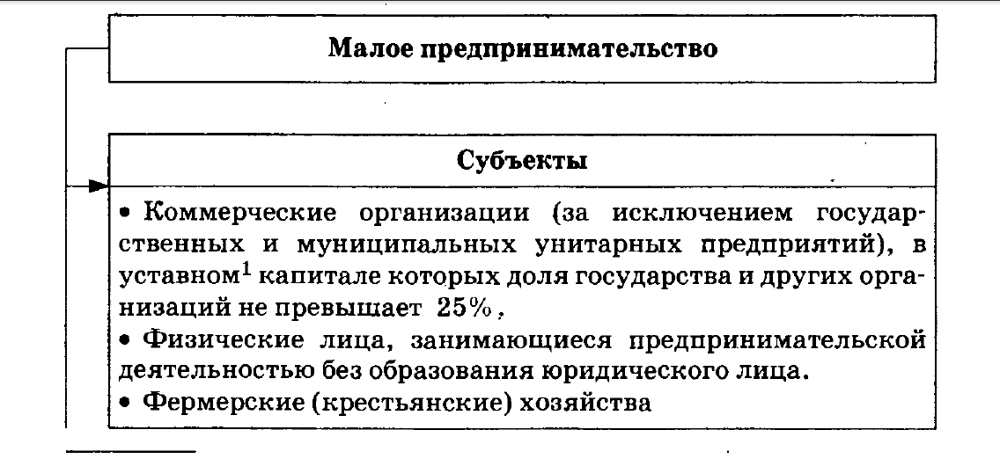 Малое предпринимательство
Субъекты
• Коммерческие организации (за исключением государ-
ственных и муниципальных унитарных предприятий), в
уставном¹ капитале которых доля государства и других орга-
низаций не превышает 25%.
• Физические лица, занимающиеся предпринимательской
деятельностью без образования юридического лица.
• Фермерские (крестьянские) хозяйства